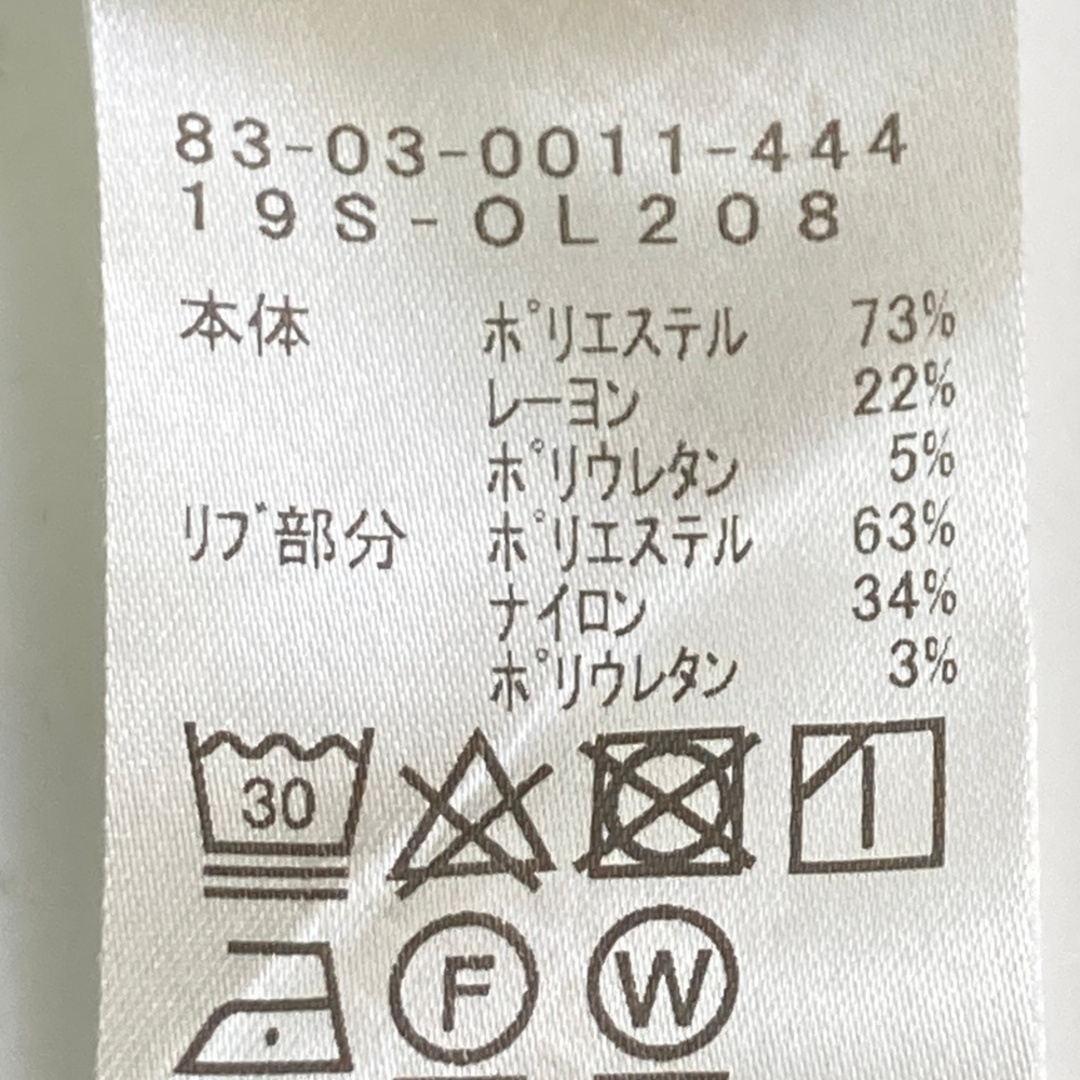 83-03-0011-444
19S-OL208
本体 ポリエステル 73%
レーヨン 22%
ポリウレタン 5%
リブ部分 ポリエステル 63%
ナイロン 34%
ポリウレタン 3%
30
F W